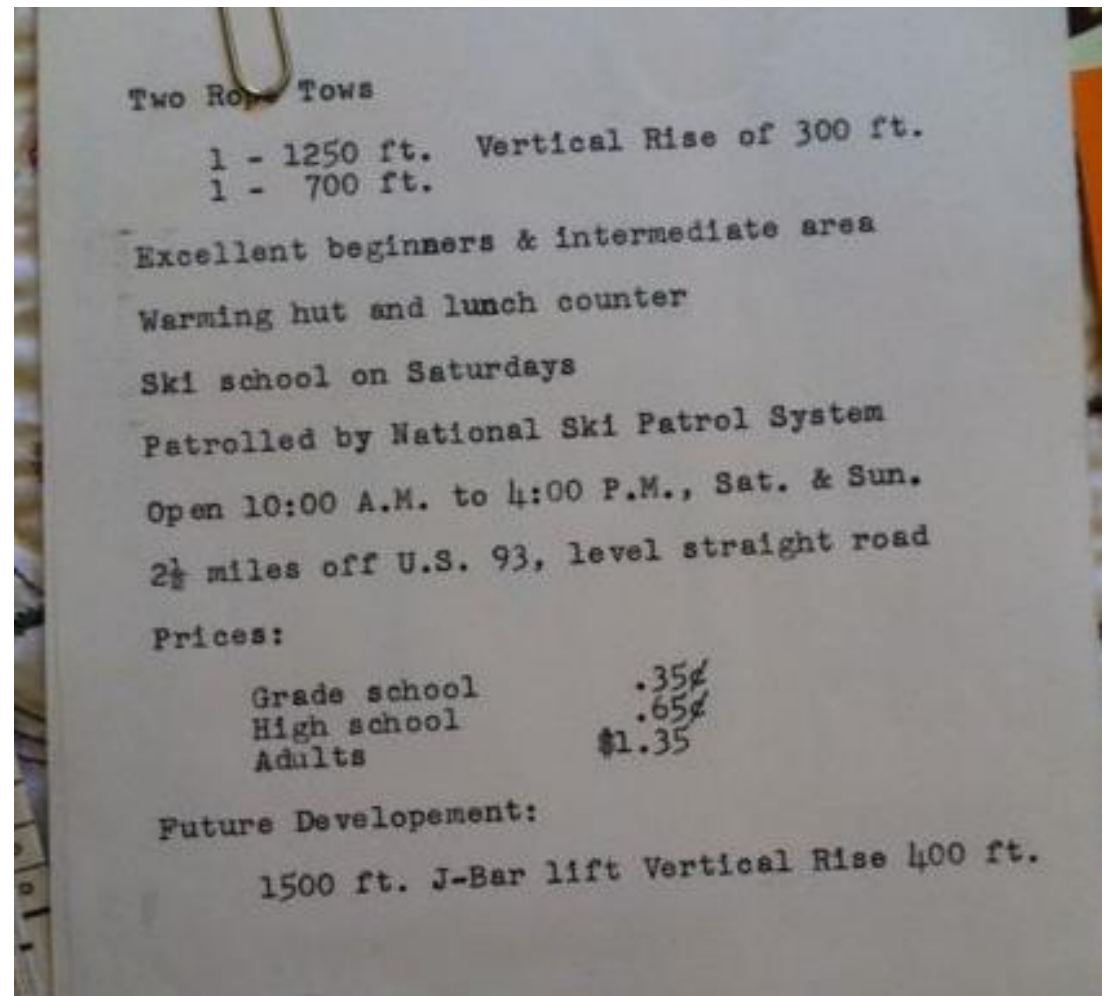 Two Rope Tows
1 - 1250 ft. Vertical Rise of 300 ft.
1 - 700 ft.
Excellent beginners & intermediate area
Warming hut and lunch counter
Ski school on Saturdays
Patrolled by National Ski Patrol System
Open 10:00 A.M. to 4:00 P.M., Sat. & Sun.
2½ miles off U.S. 93, level straight road
Prices:
Grade school .35¢
High school .65¢
Adults $1.35
Future Developement:
1500 ft. J-Bar lift Vertical Rise 400 ft.